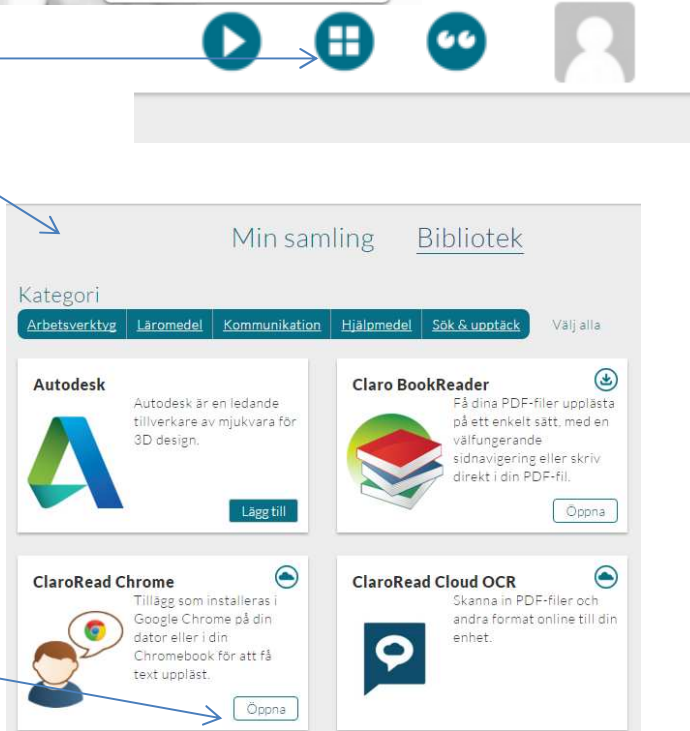 Min samling Bibliotek
Kategori
Arbetsverktyg Läromedel Kommunikation Hjälpmedel Sök & upptäck Välj alla
Autodesk
Autodesk är en ledande
tillverkare av mjukvara för
3D design.
Lägg till
Claro BookReader
Få dina PDF-filer upplästa
på ett enkelt sätt, med en
välfungerande
sidnavigering eller skriv
direkt i din PDF-fil.
Öppna
ClaroRead Chrome
Tillägg som installeras i
Google Chrome på din
dator eller i din
Chromebook för att få
text uppläst.
Öppna
ClaroRead Cloud OCR
Skanna in PDF-filer och
andra format online till din
enhet.